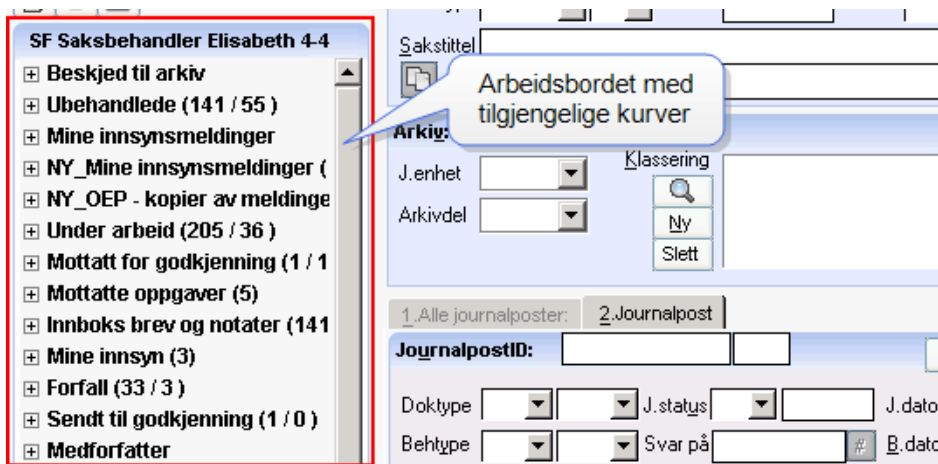 SF Saksbehandler Elisabeth 4-4
Beskjed til arkiv
Ubehandlede (141 / 55 )
Mine innsynsmeldinger
NY_Mine innsynsmeldinger (
NY_OEP - kopier av meldinge
Under arbeid (205 / 36 )
Mottatt for godkjenning (1 / 1
Mottatte oppgaver (5)
Innboks brev og notater (141
Mine innsyn (3)
Forfall (33 / 3 )
Sendt til godkjenning (1 / 0 )
Medforfatter
Sakstittel
Arbeidsbordet med
tilgjengelige kurver
Arkiv:
J.enhet
Klassering
Arkivdel
Ny
Slett
1.Alle journalposter: 2.Journalpost
JournalpostID:
Doktype J.status J.dato
Behtype Svar på # B.dato